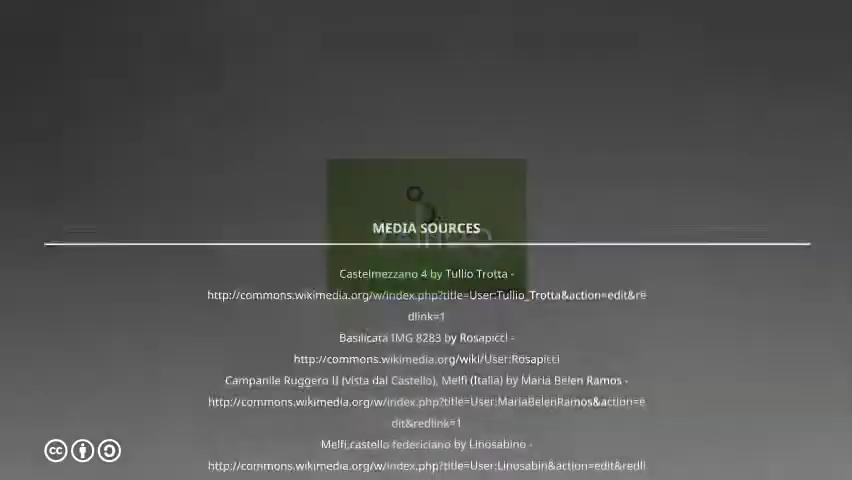 MEDIA SOURCES
Castelmezzano 4 by Tullio Trotta -
http://commons.wikimedia.org/w/index.php?title=User:Tullio_Trotta&action=edit&re
dlink=1
Basilicata IMG 8283 by Rosapicci -
http://commons.wikimedia.org/wiki/User:Rosapicci
Campanile Ruggero II (vista dal Castello), Melfi (Italia) by Maria Belen Ramos -
http://commons.wikimedia.org/w/index.php?title=User:MariaBelenRamos&action=e
dit&redlink=1
Melfi,castello federiciano by Linosabino -
http://commons.wikimedia.org/w/index.php?title=User:Linosabin&action=edit&redli
cc